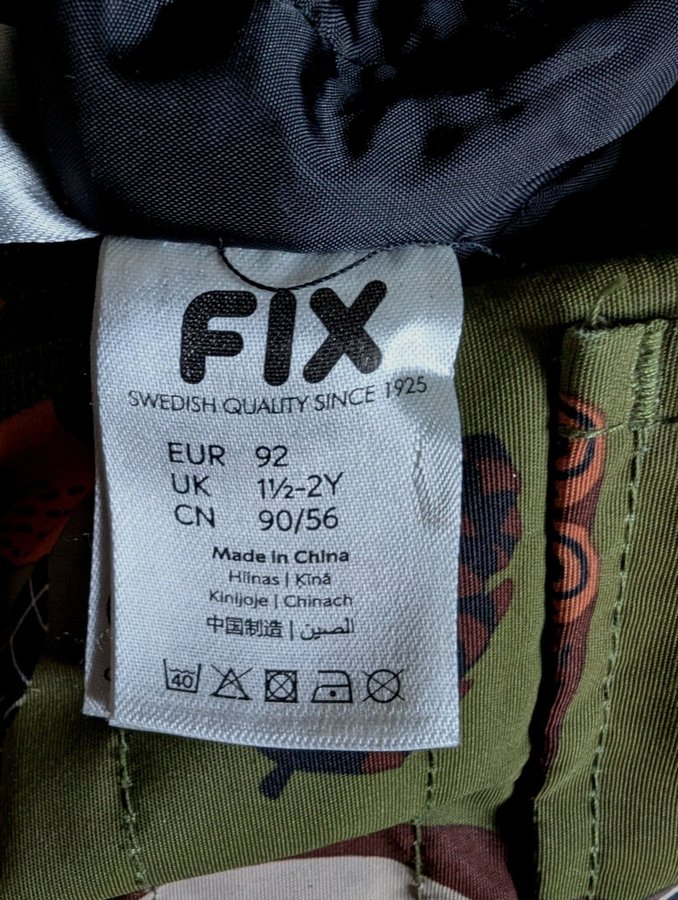 FIX
SWEDISH QUALITY SINCE 1925
EUR 92
UK 1½-2Y
CN 90/56
Made in China
Hiinas | Ķīnā
Kinijoje | Chinach
中国制造 | الصين
40